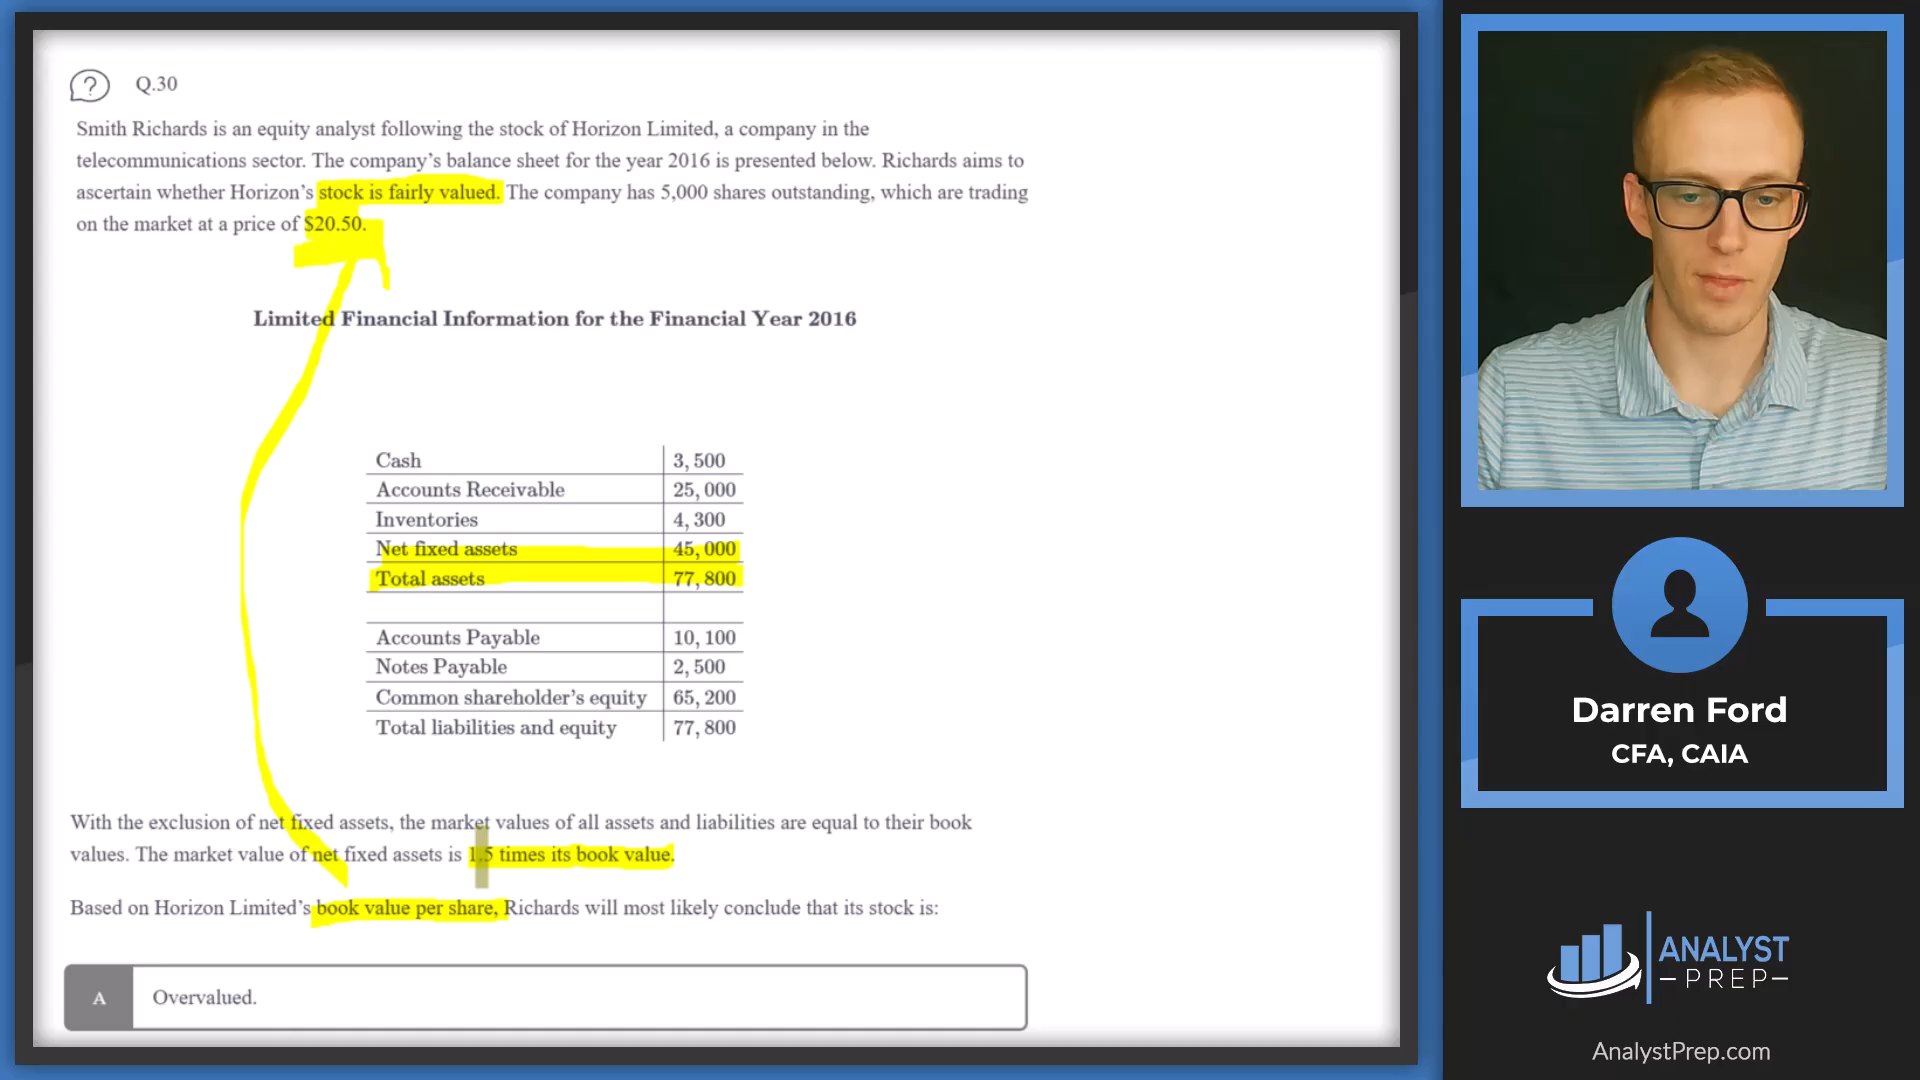 ?
Q.30
Smith Richards is an equity analyst following the stock of Horizon Limited, a company in the
telecommunications sector. The company's balance sheet for the year 2016 is presented below. Richards aims to
ascertain whether Horizon's stock is fairly valued. The company has 5,000 shares outstanding, which are trading
on the market at a price of $20.50.
Limited Financial Information for the Financial Year 2016
Cash 3,500
Accounts Receivable 25,000
Inventories 4,300
Net fixed assets 45,000
Total assets 77,800
Accounts Payable 10,100
Notes Payable 2,500
Common shareholder's equity 65,200
Total liabilities and equity 77,800
With the exclusion of net fixed assets, the market values of all assets and liabilities are equal to their book
values. The market value of net fixed assets is 1.5 times its book value.
Based on Horizon Limited's book value per share, Richards will most likely conclude that its stock is:
A Overvalued.
Darren Ford
CFA, CAIA
ANALYST
PREP
AnalystPrep.com